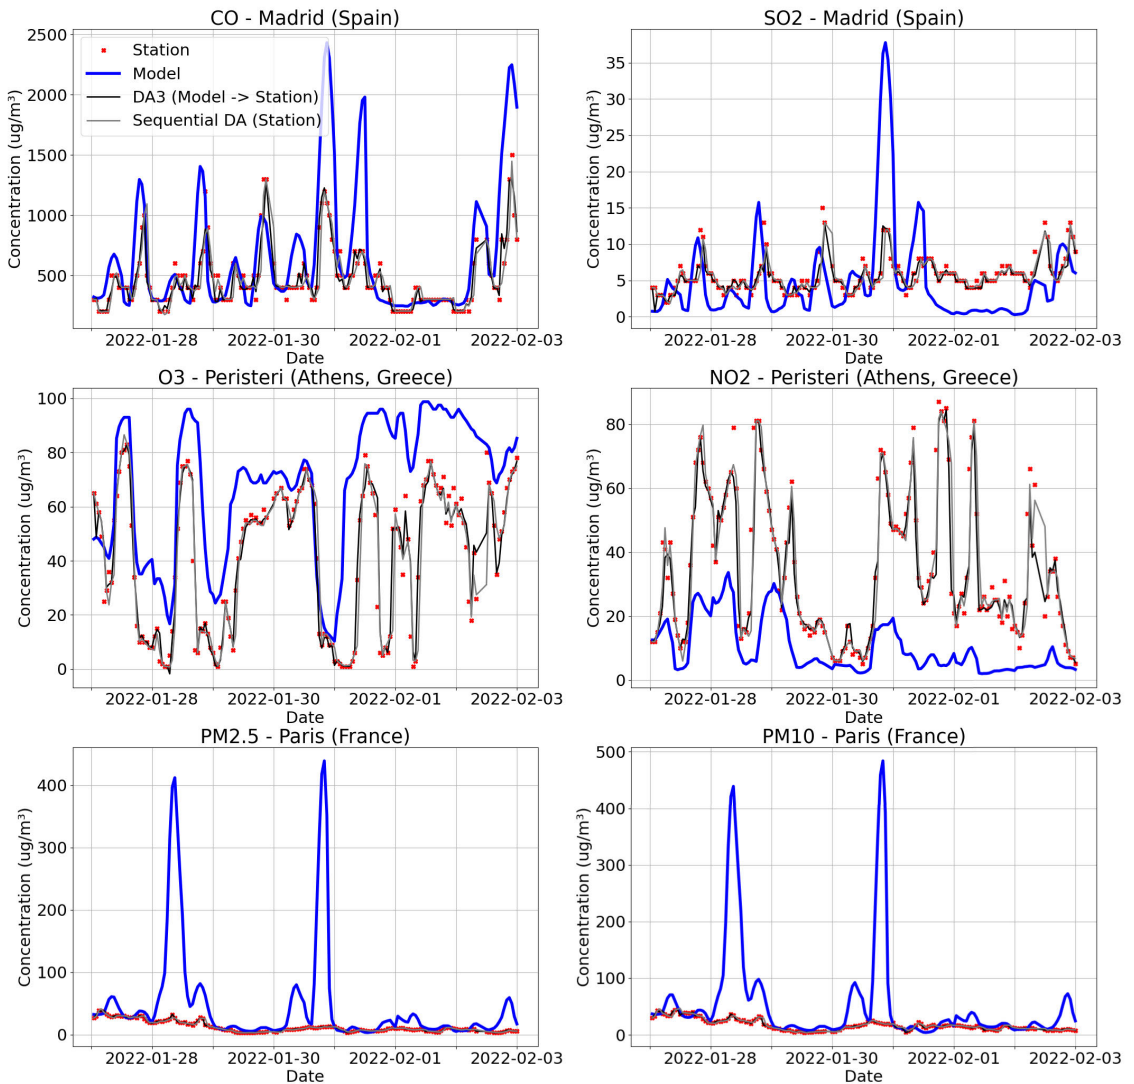 CO - Madrid (Spain)
Concentration (ug/m³)
2500
2000
1500
1000
500
Station
Model
DA3 (Model -> Station)
Sequential DA (Station)
2022-01-28
2022-01-30
2022-02-01
2022-02-03
Date
SO2 - Madrid (Spain)
Concentration (ug/m³)
35
30
25
20
15
10
5
0
2022-01-28
2022-01-30
2022-02-01
2022-02-03
Date
O3 - Peristeri (Athens, Greece)
Concentration (ug/m³)
100
80
60
40
20
0
2022-01-28
2022-01-30
2022-02-01
2022-02-03
Date
NO2 - Peristeri (Athens, Greece)
Concentration (ug/m³)
80
60
40
20
0
2022-01-28
2022-01-30
2022-02-01
2022-02-03
Date
PM2.5 - Paris (France)
Concentration (ug/m³)
400
300
200
100
0
2022-01-28
2022-01-30
2022-02-01
2022-02-03
Date
PM10 - Paris (France)
Concentration (ug/m³)
500
400
300
200
100
0
2022-01-28
2022-01-30
2022-02-01
2022-02-03
Date